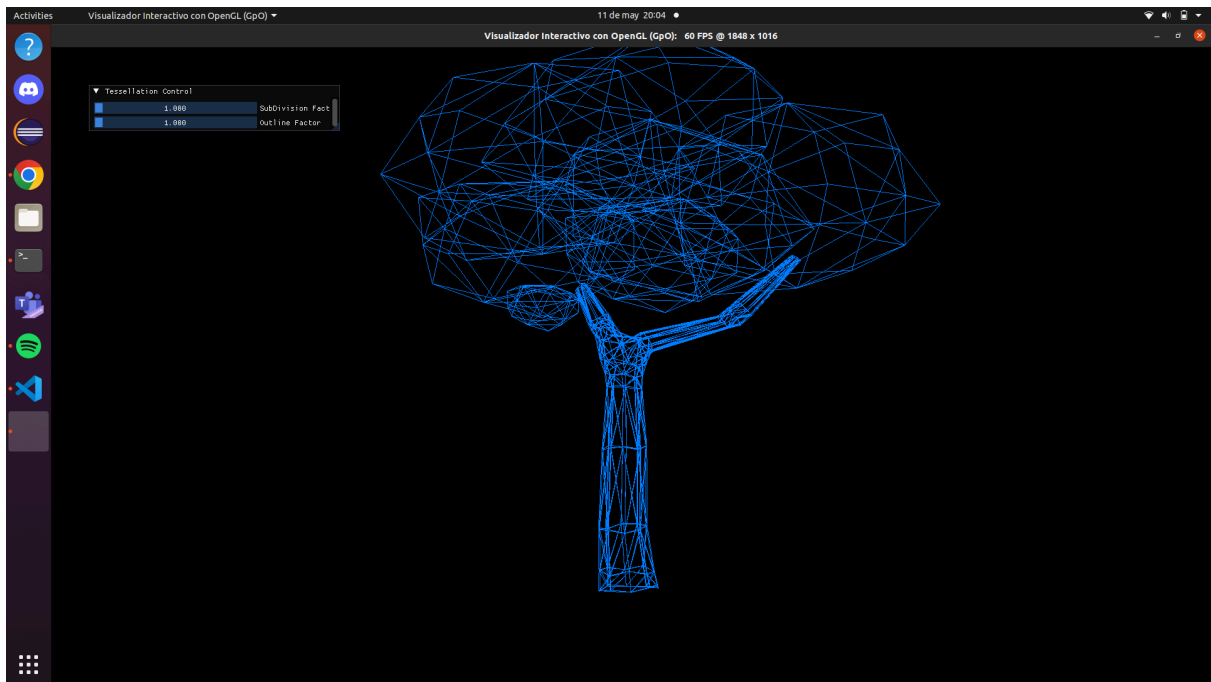 Activities
Visualizador Interactivo con OpenGL (GpO)
11 de may 20:04
Visualizador Interactivo con OpenGL (GpO): 60 FPS @ 1848 x 1016
Tessellation Control
1.000 SubDivision Fact
1.000 Outline Factor